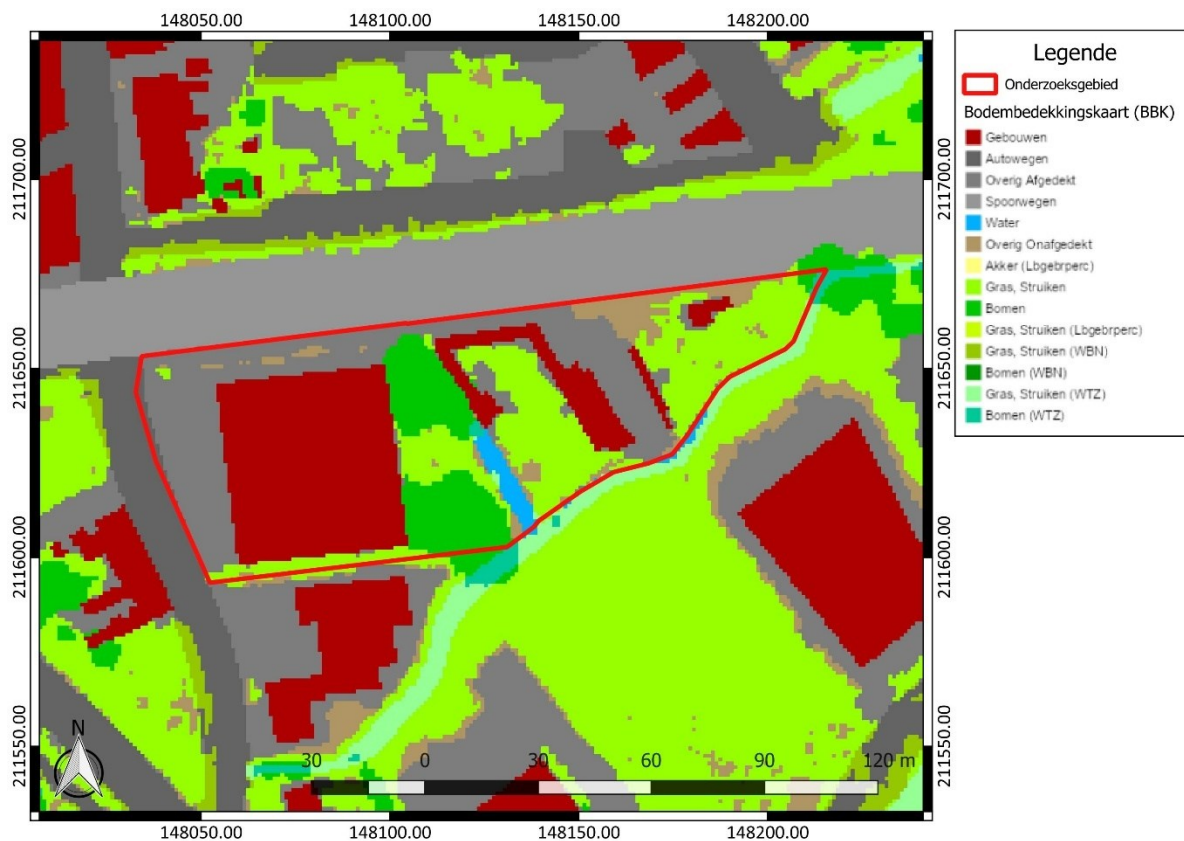 148050.00 148100.00 148150.00 148200.00
Legende
Onderzoeksgebied
Bodembedekkingskaart (BBK)
Gebouwen
Autowegen
Overig Afgedekt
Spoorwegen
Water
Overig Onafgedekt
Akker (Lbgebrperc)
Gras, Struiken
Bomen
Gras, Struiken (Lbgebrperc)
Gras, Struiken (WBN)
Bomen (WBN)
Gras, Struiken (WTZ)
Bomen (WTZ)
211700.00 211700.00
211650.00 211650.00
211600.00 211600.00
211550.00 211550.00
N
30 0 30 60 90 120 m
148050.00 148100.00 148150.00 148200.00